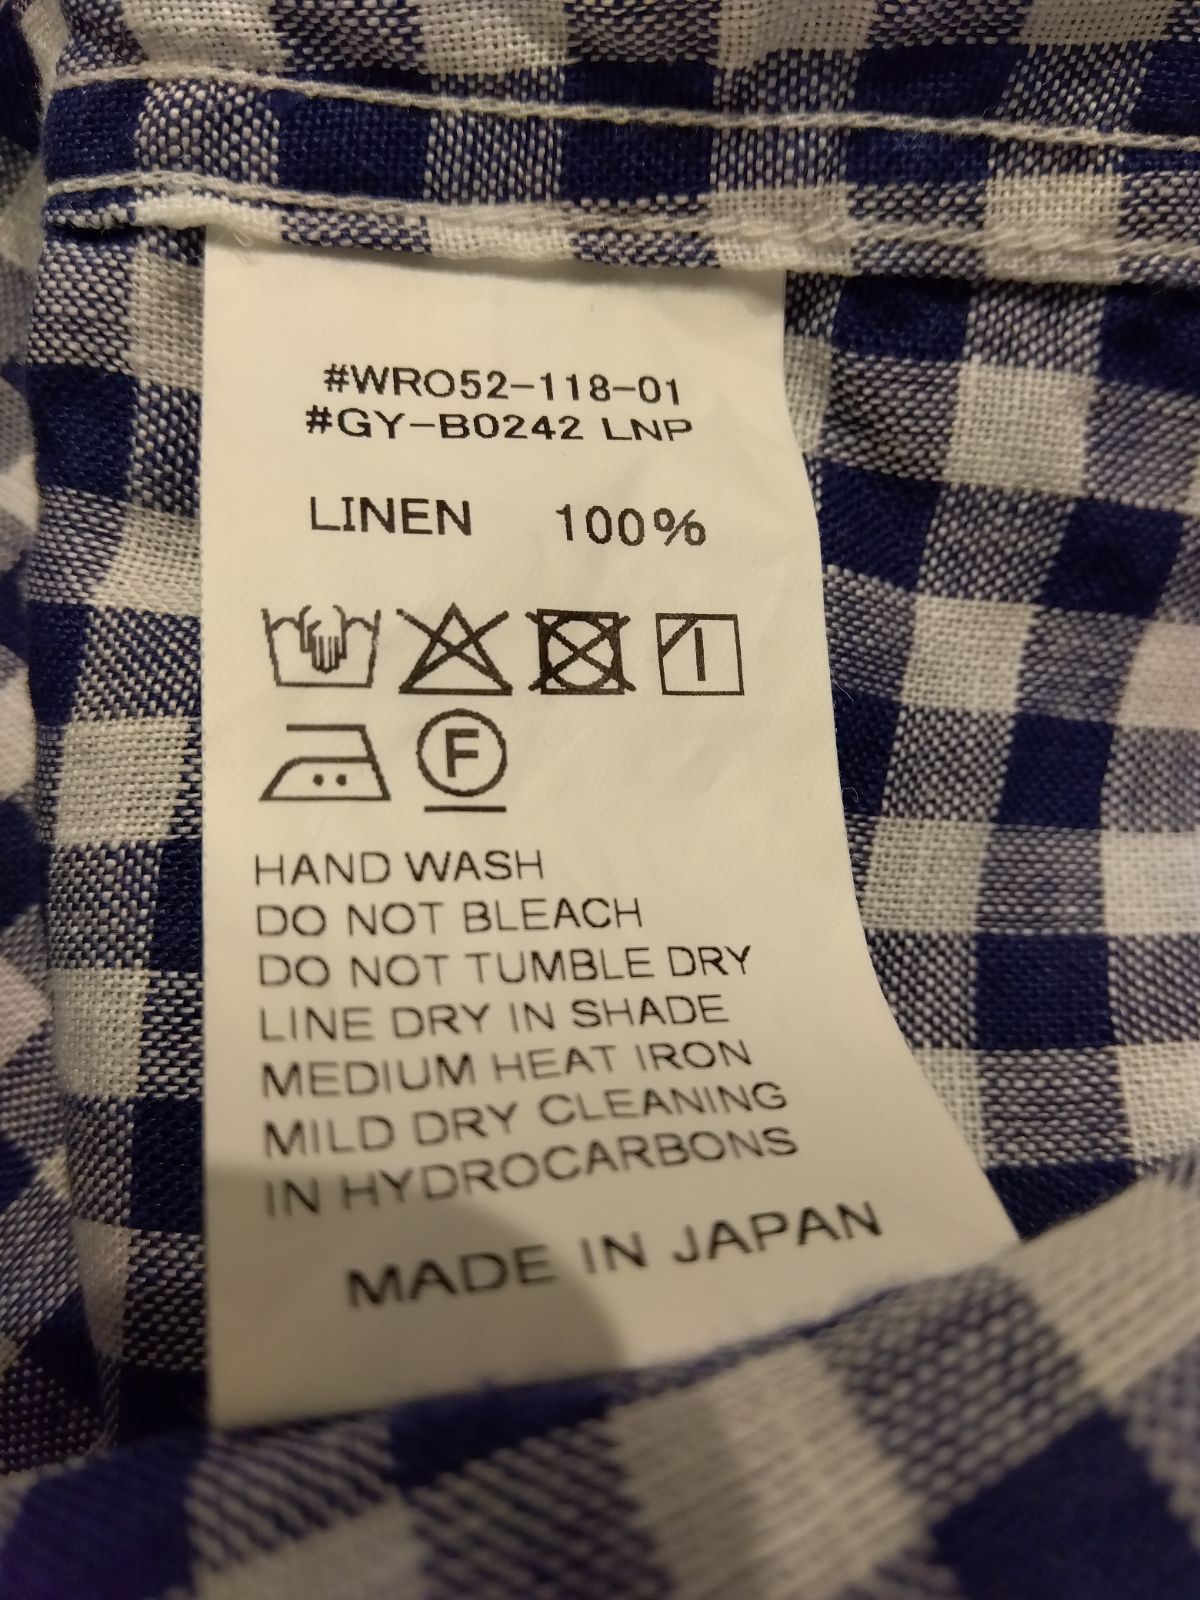 #WRO52-118-01
#GY-B0242 LNP
LINEN 100%
F
HAND WASH
DO NOT BLEACH
DO NOT TUMBLE DRY
LINE DRY IN SHADE
MEDIUM HEAT IRON
MILD DRY CLEANING
IN HYDROCARBONS
MADE IN JAPAN